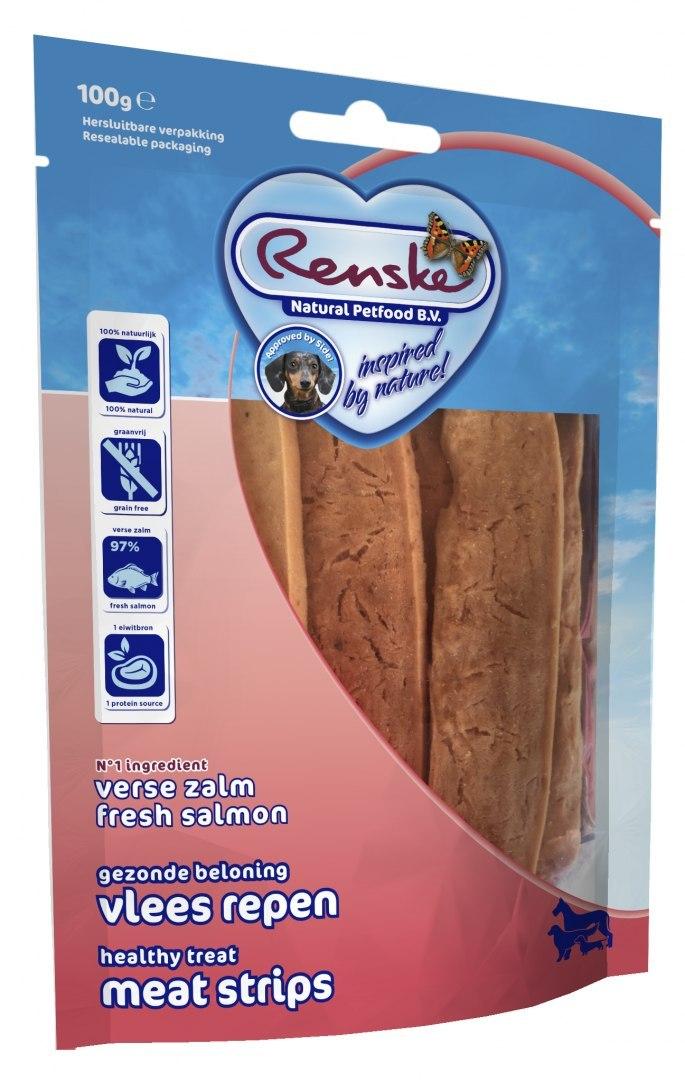 100g ℮
Hersluitbare verpakking
Resealable packaging
Renske
Natural Petfood B.V.
Approved by Sido!
inspired
by nature!
100% natuurlijk
100% natural
graanvrij
grain free
verse zalm
97%
fresh salmon
1 eiwitbron
1 protein source
N°1 ingredient
verse zalm
fresh salmon
gezonde beloning
vlees repen
healthy treat
meat strips